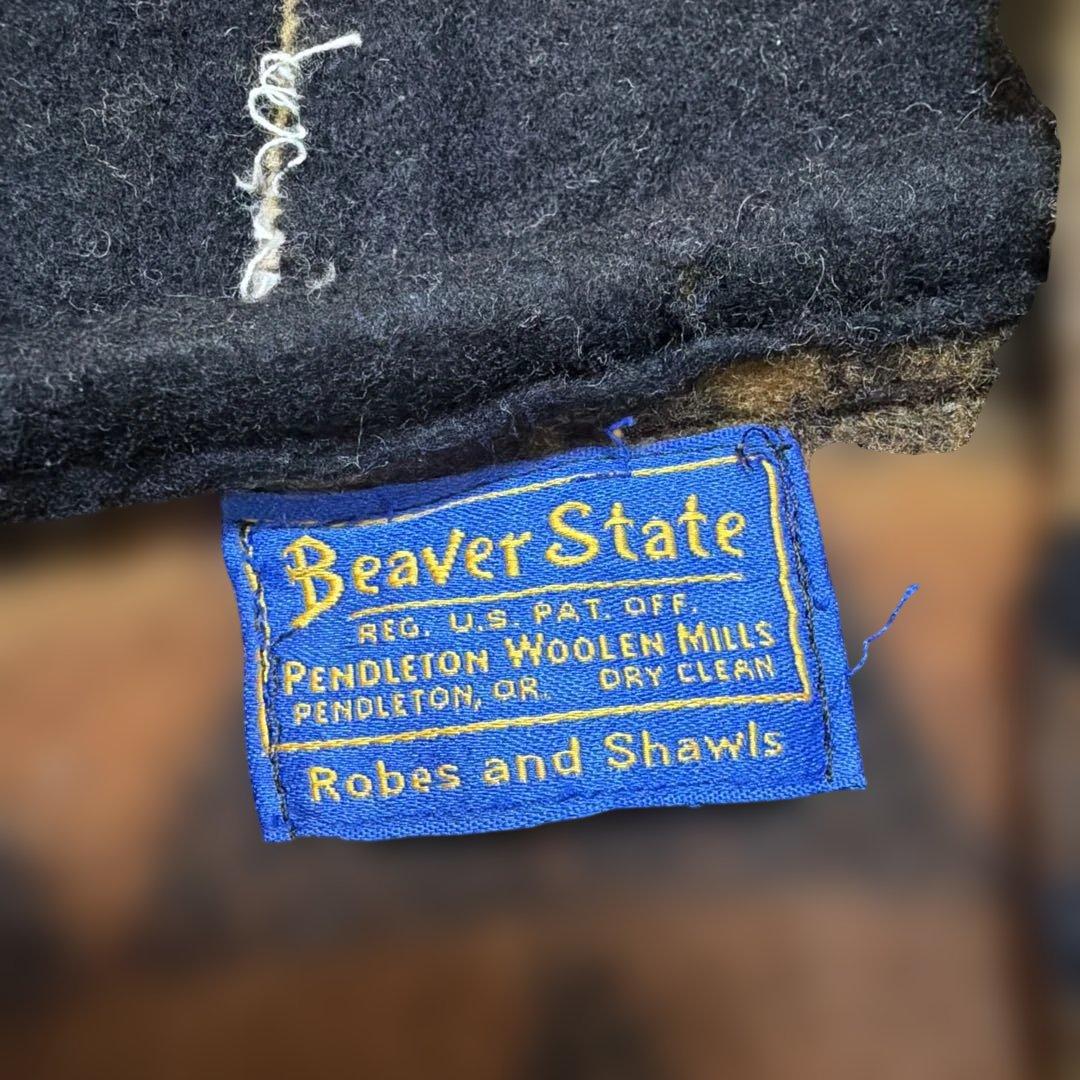 Beaver State
REG. U.S. PAT. OFF.
PENDLETON WOOLEN MILLS
PENDLETON, OR. DRY CLEAN
Robes and Shawls